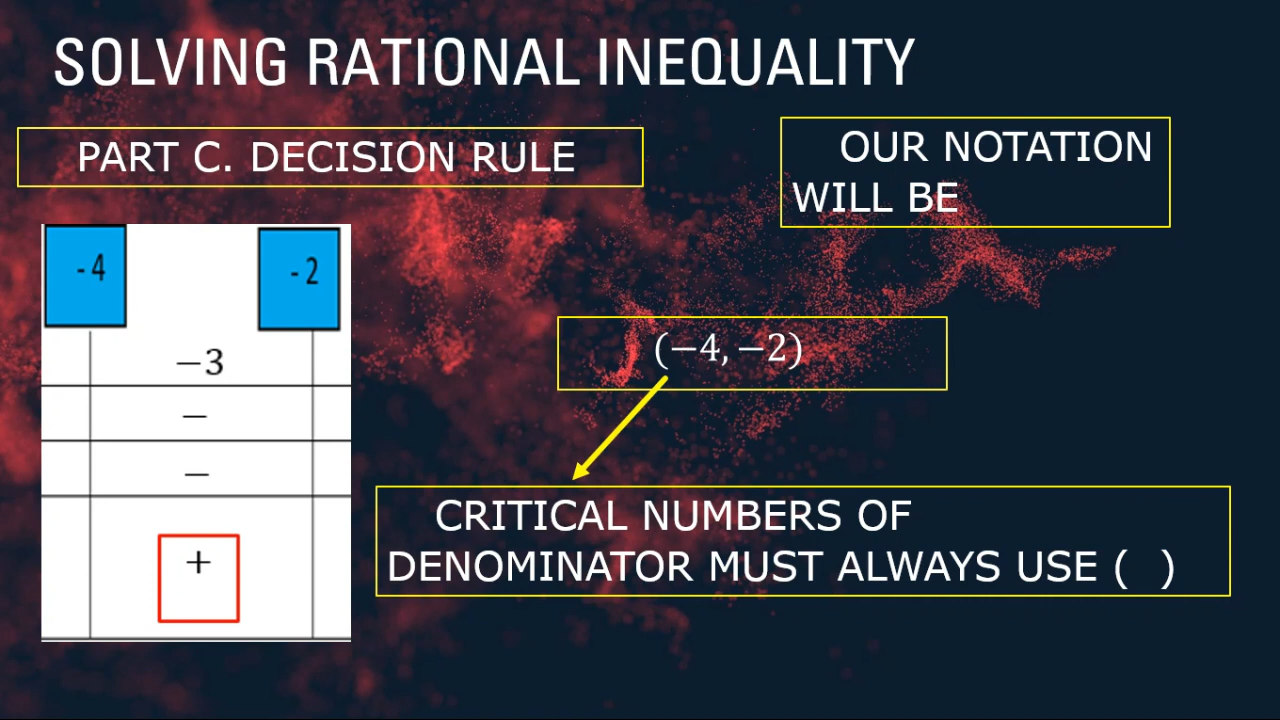 SOLVING RATIONAL INEQUALITY
PART C. DECISION RULE
OUR NOTATION
WILL BE
-4
-2
−3
−
−
+
(−4, −2)
CRITICAL NUMBERS OF
DENOMINATOR MUST ALWAYS USE ( )